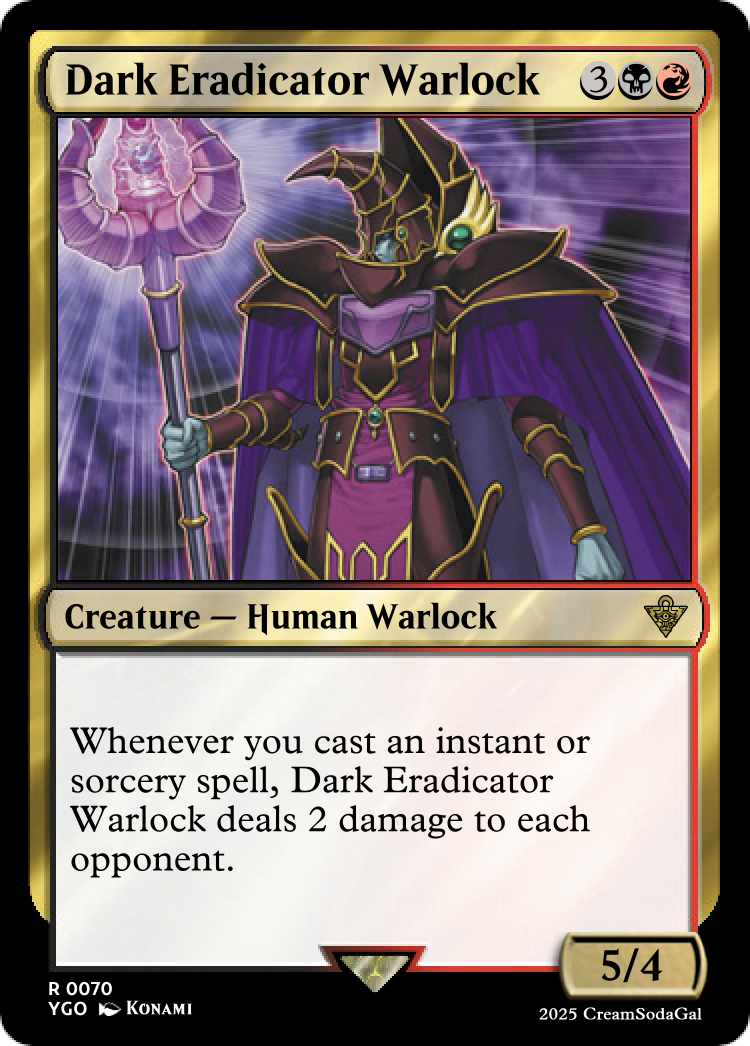 Dark Eradicator Warlock 3
Creature — Human Warlock
Whenever you cast an instant or
sorcery spell, Dark Eradicator
Warlock deals 2 damage to each
opponent.
5/4
R 0070
YGO KONAMI
2025 CreamSodaGal